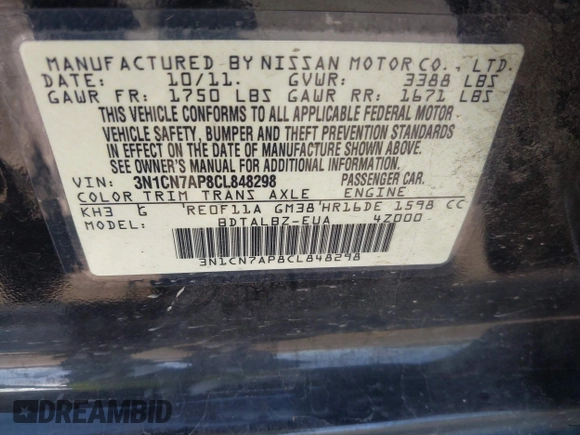 MANUFACTURED BY NISSAN MOTOR CO., LTD.
DATE: 10/11. GVWR: 3388 LBS
GAWR FR: 1750 LBS GAWR RR: 1671 LBS
THIS VEHICLE CONFORMS TO ALL APPLICABLE FEDERAL MOTOR
VEHICLE SAFETY, BUMPER AND THEFT PREVENTION STANDARDS
IN EFFECT ON THE DATE OF MANUFACTURE SHOWN ABOVE.
SEE OWNER'S MANUAL FOR ADDITIONAL INFORMATION
VIN: 3N1CN7AP8CL848298 PASSENGER CAR.
COLOR TRIM TRANS AXLE ENGINE
KH3 G RE0F11A GM38 HR16DE 1598 CC
MODEL: BDTALBZ-EUA 4Z000
3N1CN7AP8CL848298
DREAMBID